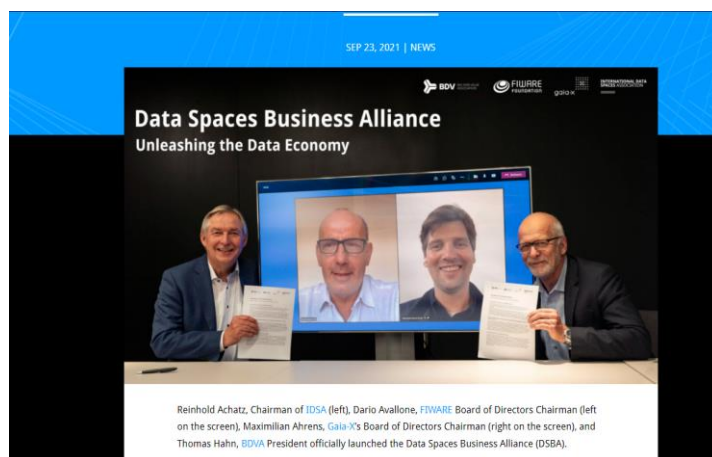 SEP 23, 2021 | NEWS
BDV
FIWARE
FOUNDATION
gaia-x
INTERNATIONAL DATA
SPACES ASSOCIATION
Data Spaces Business Alliance
Unleashing the Data Economy
Reinhold Achatz, Chairman of IDSA (left), Dario Avallone, FIWARE Board of Directors Chairman (left
on the screen), Maximilian Ahrens, Gaia-X's Board of Directors Chairman (right on the screen), and
Thomas Hahn, BDVA President officially launched the Data Spaces Business Alliance (DSBA).